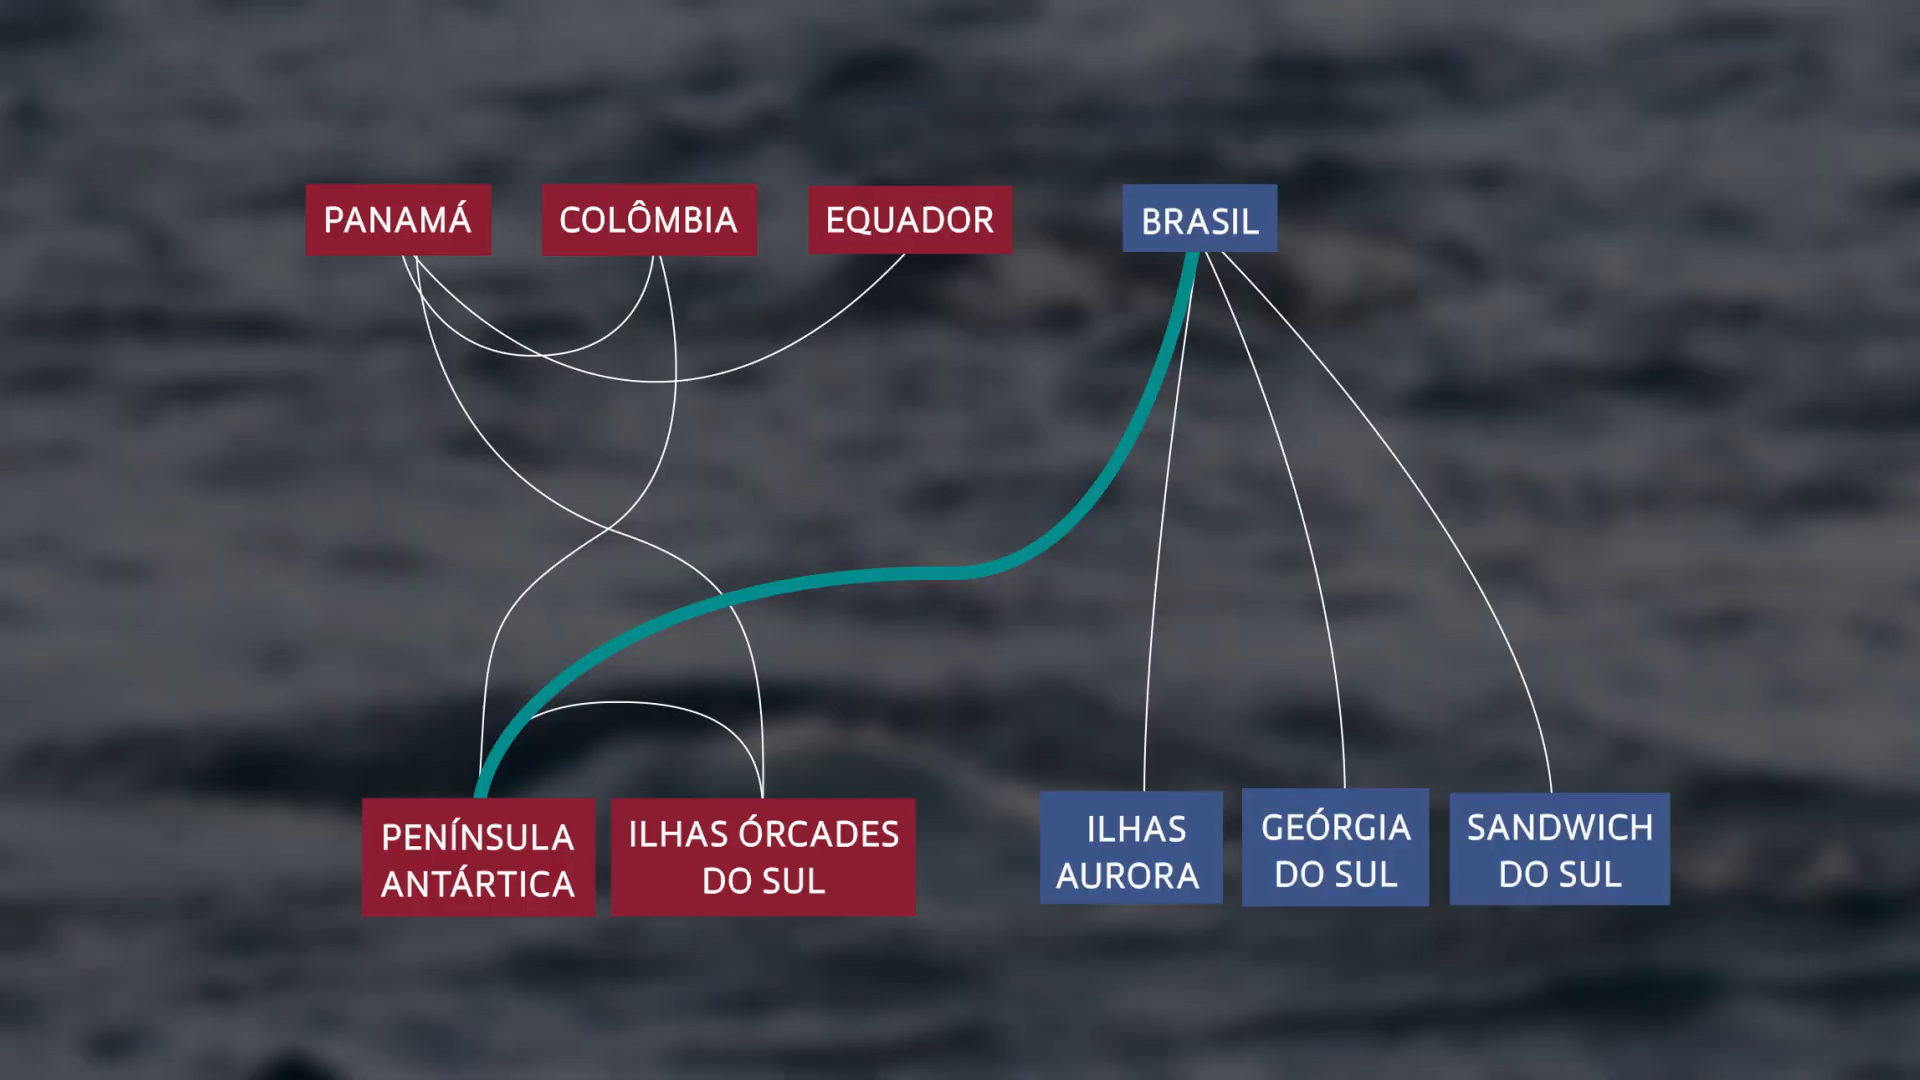 PANAMÁ
COLÔMBIA
EQUADOR
BRASIL
PENÍNSULA
ANTÁRTICA
ILHAS ÓRCADES
DO SUL
ILHAS
AURORA
GEÓRGIA
DO SUL
SANDWICH
DO SUL